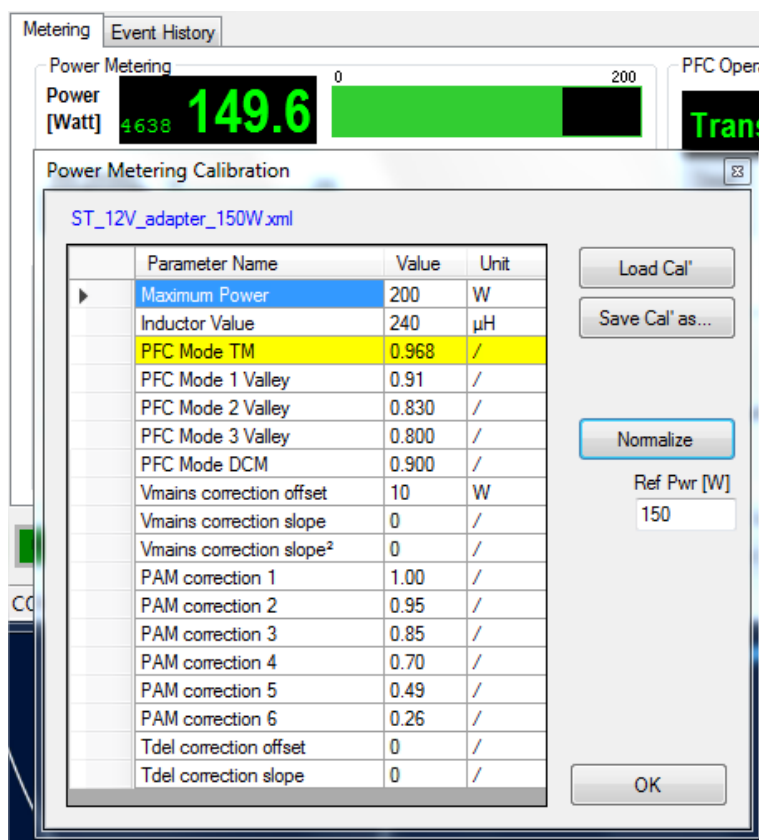 Metering Event History
Power Metering
Power
[Watt]
4638 149.6
0 200
PFC Opera
Trans
Power Metering Calibration
ST_12V_adapter_150W.xml
Parameter Name Value Unit
Maximum Power 200 W
Inductor Value 240 µH
PFC Mode TM 0.968 /
PFC Mode 1 Valley 0.91 /
PFC Mode 2 Valley 0.830 /
PFC Mode 3 Valley 0.800 /
PFC Mode DCM 0.900 /
Vmains correction offset 10 W
Vmains correction slope 0 /
Vmains correction slope² 0 /
PAM correction 1 1.00 /
PAM correction 2 0.95 /
PAM correction 3 0.85 /
PAM correction 4 0.70 /
PAM correction 5 0.49 /
PAM correction 6 0.26 /
Tdel correction offset 0 /
Tdel correction slope 0 /
Load Cal'
Save Cal' as...
Normalize
Ref Pwr [W]
150
OK